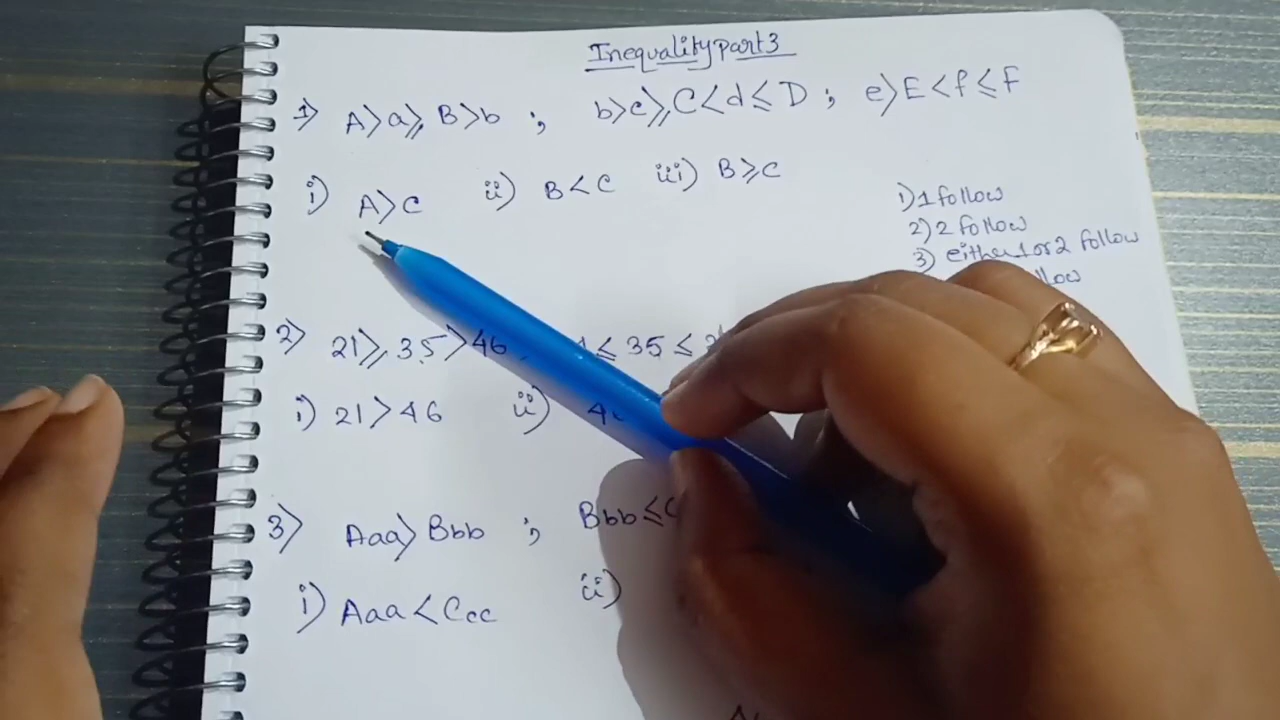 Inequality part 3
1) A>a≥B>b ; b>c≥C<d≤D ; e>E<f≤F
i) A>C ii) B<C iii) B≥C
1) 1 follow
2) 2 follow
3) either 1 or 2 follow
2) 21≥35>46 ≤ 35 ≤
i) 21>46 ii)
3) Aaa>Bbb ; Bbb≤C
i) Aaa<Ccc ii)